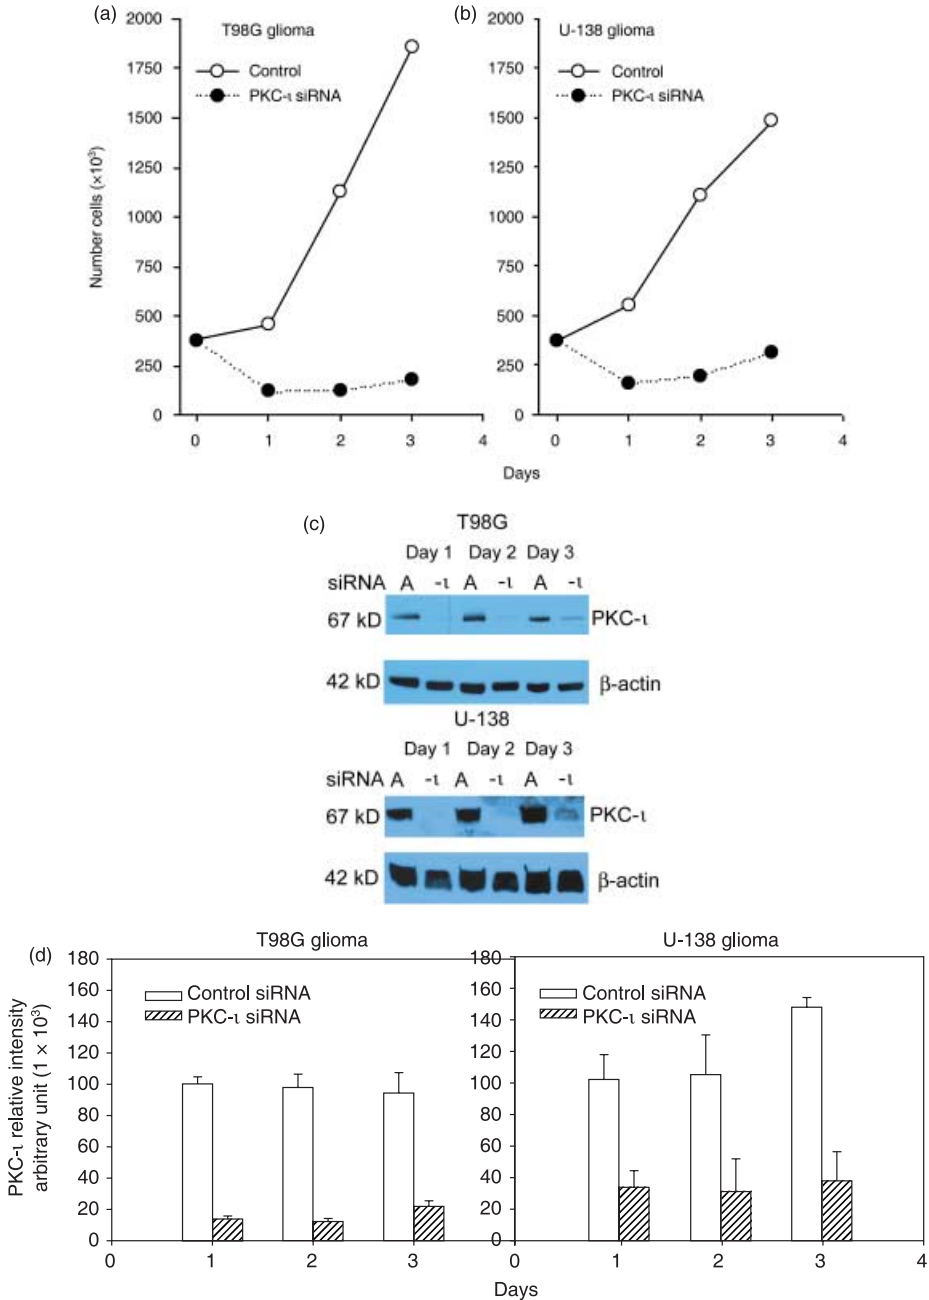 (a)
2000
1750
1500
1250
1000
750
500
250
0
Number cells (×10³)
T98G glioma
Control
PKC-ι siRNA
0 1 2 3 4
(b)
2000
1750
1500
1250
1000
750
500
250
0
U-138 glioma
Control
PKC-ι siRNA
0 1 2 3 4
Days
(c)
T98G
Day 1 Day 2 Day 3
siRNA A -ι A -ι A -ι
67 kD PKC-ι
42 kD β-actin
U-138
Day 1 Day 2 Day 3
siRNA A -ι A -ι A -ι
67 kD PKC-ι
42 kD β-actin
(d)
T98G glioma
180
160
140
120
100
80
60
40
20
0
PKC-ι relative intensity
arbitrary unit (1 × 10³)
Control siRNA
PKC-ι siRNA
0 1 2 3
U-138 glioma
180
160
140
120
100
80
60
40
20
0
Control siRNA
PKC-ι siRNA
0 1 2 3 4
Days